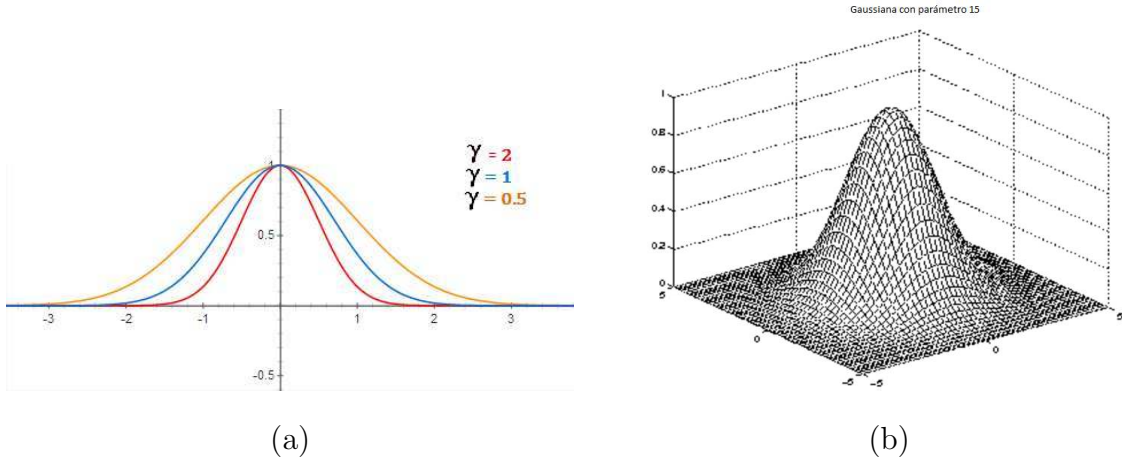 Gaussiana con parámetro 15
γ = 2
γ = 1
γ = 0.5
1
0.5
-3 -2 -1 1 2 3
-0.5
1
0.8
0.6
0.4
0.2
0
5
0
-5
-5
0
5
(a) (b)